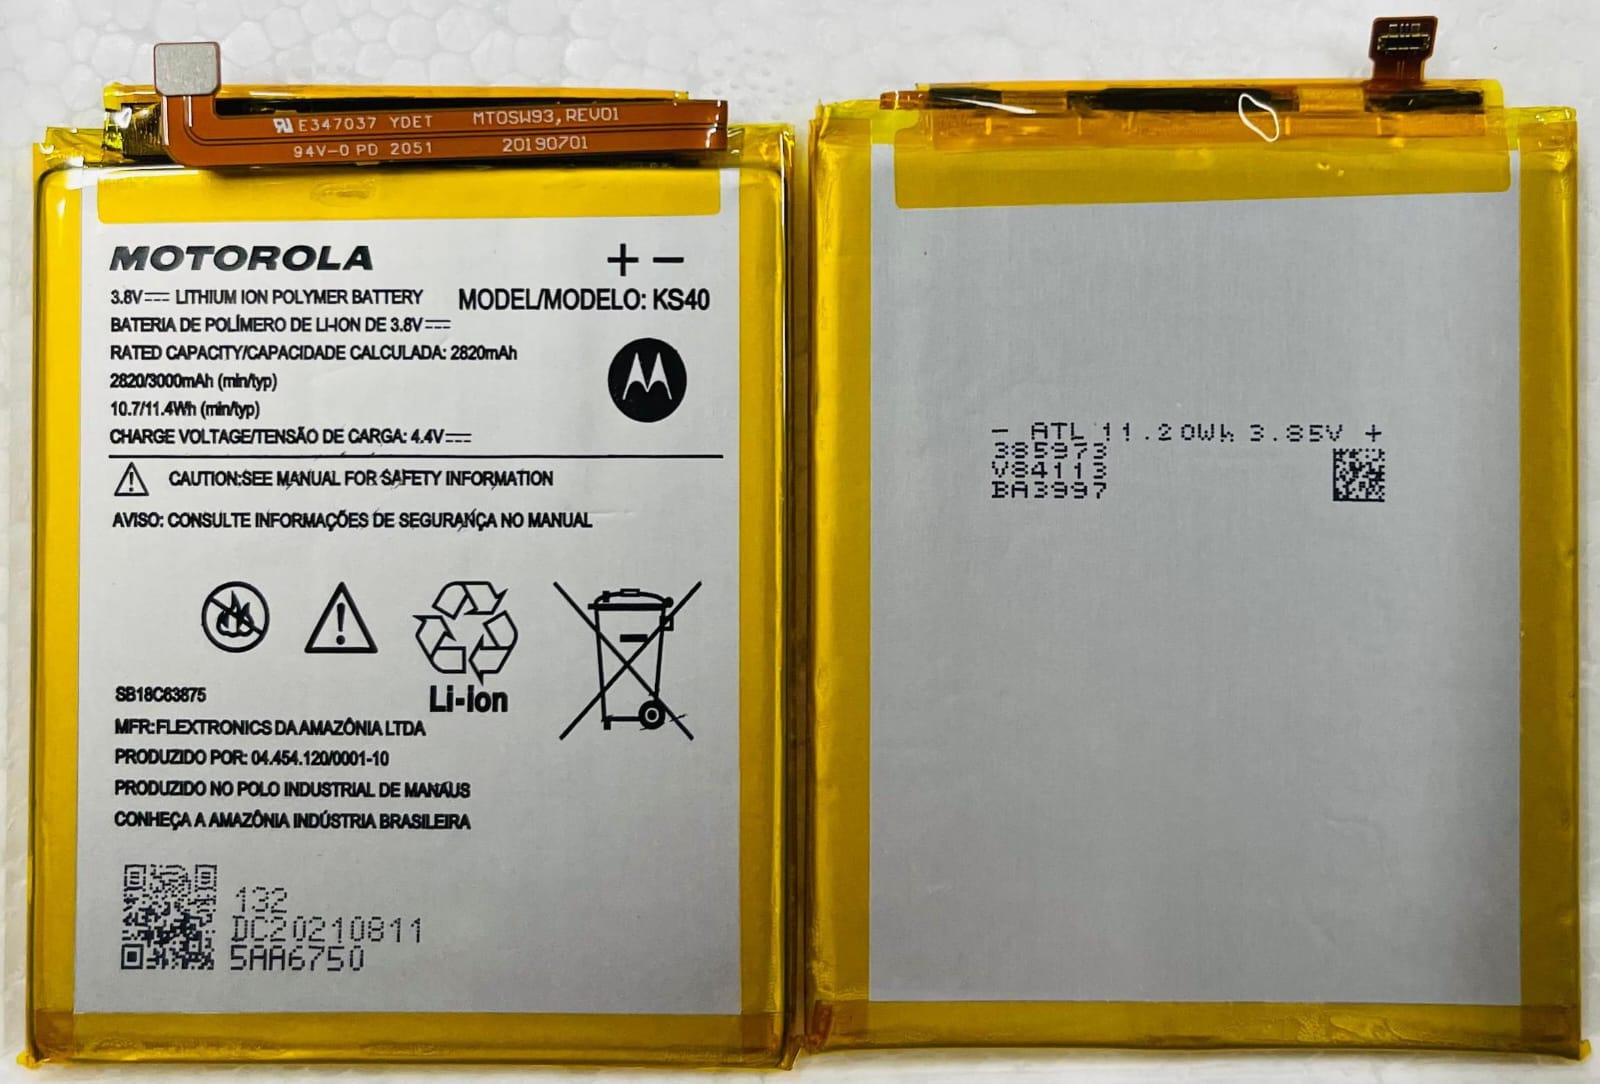 E347037 YDET MTOSW93,REV01
94V-0 PD 2051 20190701
MOTOROLA + −
3.8V⎓ LITHIUM ION POLYMER BATTERY MODEL/MODELO: KS40
BATERIA DE POLÍMERO DE LI-ION DE 3.8V⎓
RATED CAPACITY/CAPACIDADE CALCULADA: 2820mAh
2820/3000mAh (min/typ)
10.7/11.4Wh (min/typ)
CHARGE VOLTAGE/TENSÃO DE CARGA: 4.4V⎓
CAUTION:SEE MANUAL FOR SAFETY INFORMATION
AVISO: CONSULTE INFORMAÇÕES DE SEGURANÇA NO MANUAL
Li-ion
SB18C63875
MFR:FLEXTRONICS DA AMAZÔNIA LTDA
PRODUZIDO POR: 04.454.120/0001-10
PRODUZIDO NO POLO INDUSTRIAL DE MANAUS
CONHEÇA A AMAZÔNIA INDÚSTRIA BRASILEIRA
132
DC20210811
5AA6750
− ATL 11.20Wh 3.85V +
385973
V84113
BA3997